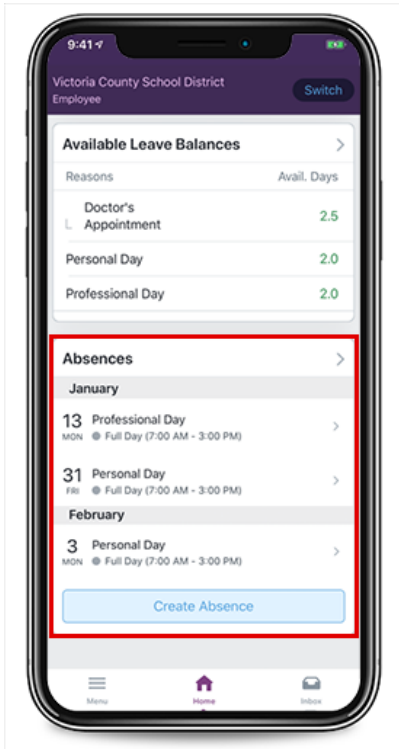 9:41
Victoria County School District
Employee
Switch
Available Leave Balances
Reasons Avail. Days
Doctor's
Appointment 2.5
Personal Day 2.0
Professional Day 2.0
Absences
January
13 Professional Day
MON Full Day (7:00 AM - 3:00 PM)
31 Personal Day
FRI Full Day (7:00 AM - 3:00 PM)
February
3 Personal Day
MON Full Day (7:00 AM - 3:00 PM)
Create Absence
Menu Home Inbox